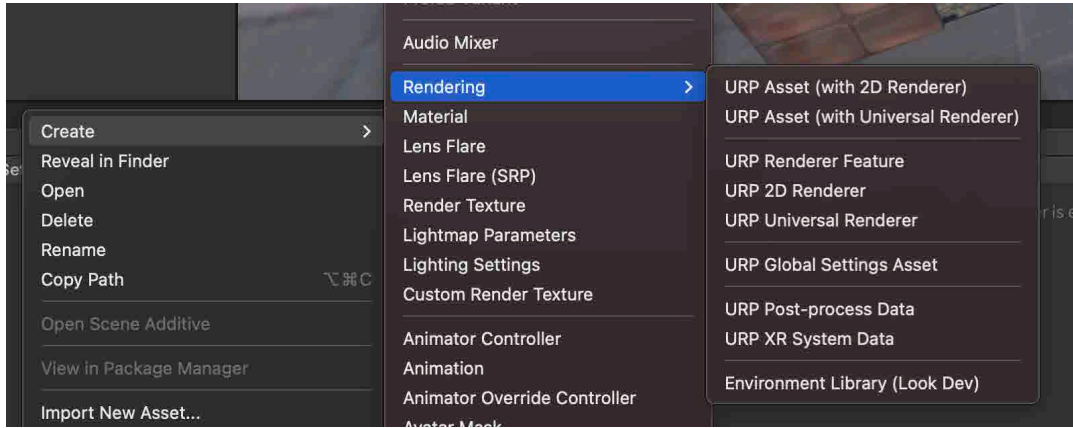 Create
Reveal in Finder
Open
Delete
Rename
Copy Path ⌥⌘C
Open Scene Additive
View in Package Manager
Import New Asset...
Audio Mixer
Rendering
Material
Lens Flare
Lens Flare (SRP)
Render Texture
Lightmap Parameters
Lighting Settings
Custom Render Texture
Animator Controller
Animation
Animator Override Controller
Avatar Mask
URP Asset (with 2D Renderer)
URP Asset (with Universal Renderer)
URP Renderer Feature
URP 2D Renderer
URP Universal Renderer
URP Global Settings Asset
URP Post-process Data
URP XR System Data
Environment Library (Look Dev)